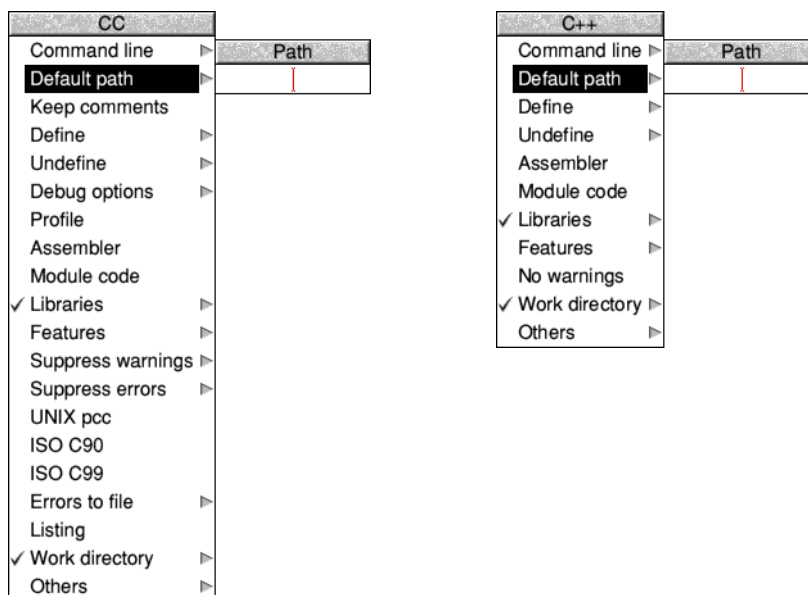 CC
Command line
Default path
Keep comments
Define
Undefine
Debug options
Profile
Assembler
Module code
Libraries
Features
Suppress warnings
Suppress errors
UNIX pcc
ISO C90
ISO C99
Errors to file
Listing
Work directory
Others
Path
C++
Command line
Default path
Define
Undefine
Assembler
Module code
Libraries
Features
No warnings
Work directory
Others
Path